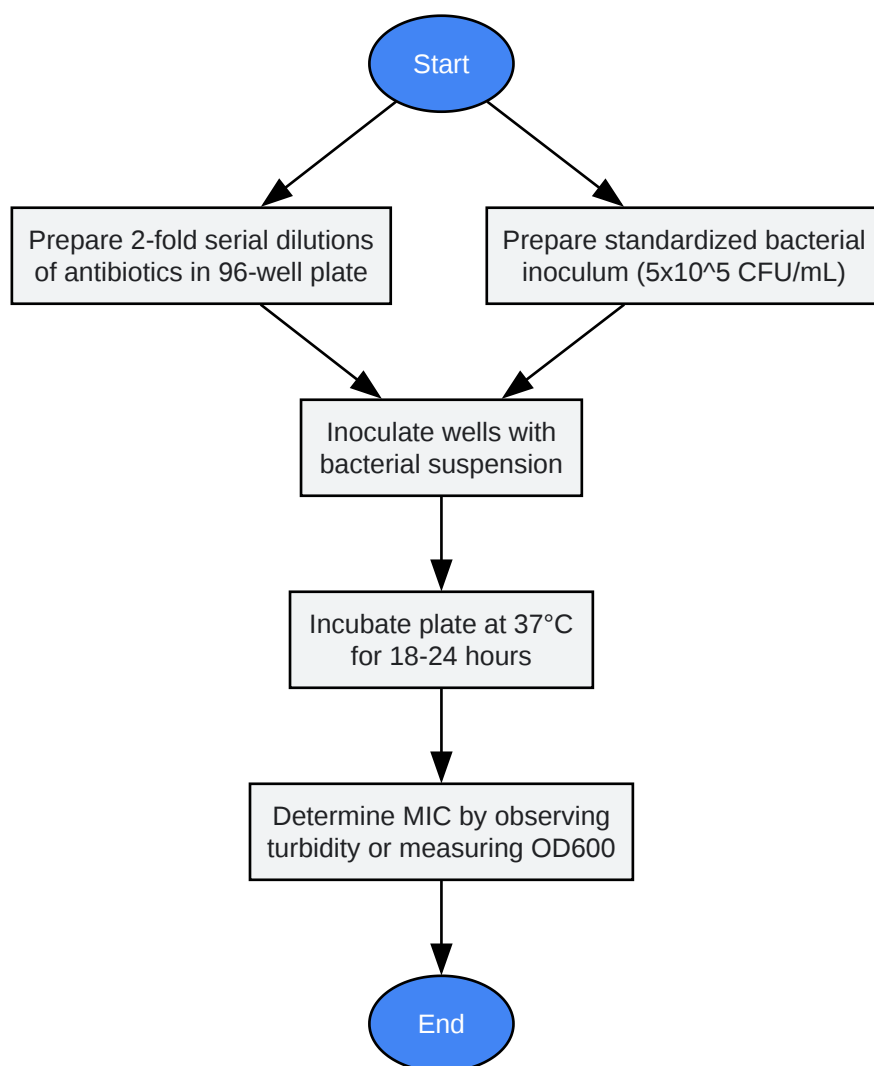 Start
Prepare 2-fold serial dilutions
of antibiotics in 96-well plate
Prepare standardized bacterial
inoculum (5x10^5 CFU/mL)
Inoculate wells with
bacterial suspension
Incubate plate at 37°C
for 18-24 hours
Determine MIC by observing
turbidity or measuring OD600
End